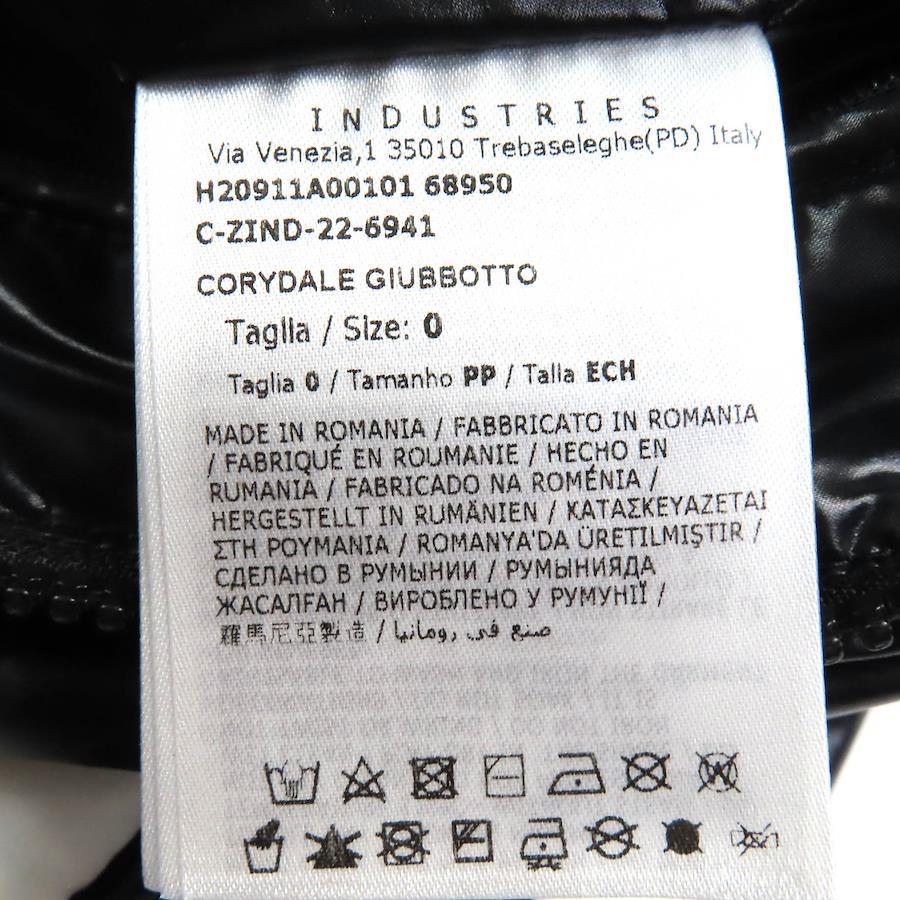 INDUSTRIES
Via Venezia,1 35010 Trebaseleghe(PD) Italy
H20911A00101 68950
C-ZIND-22-6941
CORYDALE GIUBBOTTO
Taglia / Size: 0
Taglia 0 / Tamanho PP / Talla ECH
MADE IN ROMANIA / FABBRICATO IN ROMANIA
/ FABRIQUÉ EN ROUMANIE / HECHO EN
RUMANIA / FABRICADO NA ROMÉNIA /
HERGESTELLT IN RUMÄNIEN / ΚΑΤΑΣΚΕΥΑΖΕΤΑΙ
ΣΤΗ ΡΟΥΜΑΝΙΑ / ROMANYA'DA ÜRETILMIŞTIR /
СДЕЛАНО В РУМЫНИИ / РУМЫНИЯДА
ЖАСАЛҒАН / ВИРОБЛЕНО У РУМУНІЇ /
羅馬尼亞製造 / صنع في رومانيا